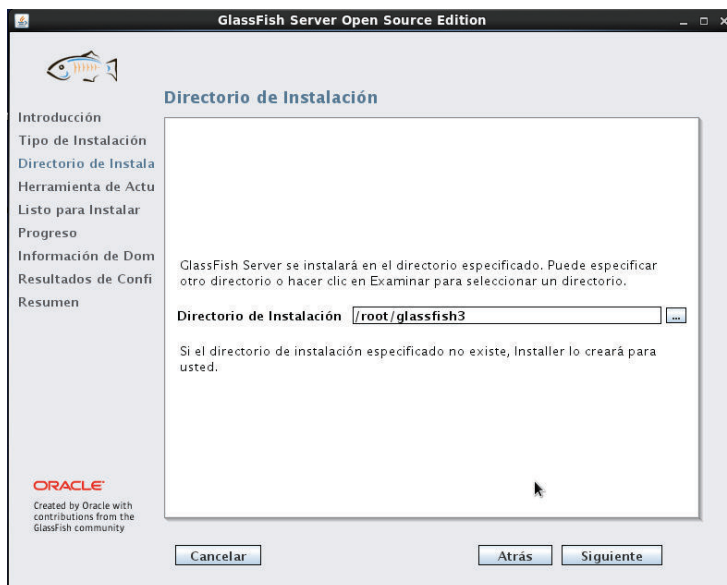 GlassFish Server Open Source Edition
Directorio de Instalación
Introducción
Tipo de Instalación
Directorio de Instala
Herramienta de Actu
Listo para Instalar
Progreso
Información de Dom
Resultados de Confi
Resumen
GlassFish Server se instalará en el directorio especificado. Puede especificar
otro directorio o hacer clic en Examinar para seleccionar un directorio.
Directorio de Instalación /root/glassfish3 ...
Si el directorio de instalación especificado no existe, Installer lo creará para
usted.
ORACLE
Created by Oracle with
contributions from the
GlassFish community
Cancelar Atrás Siguiente